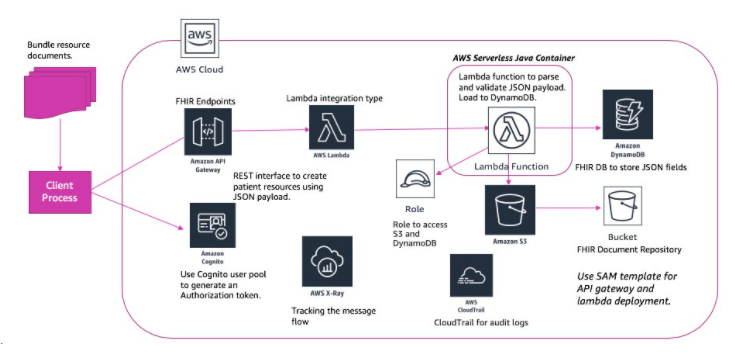 Bundle resource
documents.
Client
Process
aws
AWS Cloud
FHIR Endpoints
Amazon API
Gateway
REST interface to create
patient resources using
JSON payload.
Amazon
Cognito
Use Cognito user pool
to generate an
Authorization token.
Lambda integration type
AWS Lambda
AWS X-Ray
Tracking the message
flow
AWS Serverless Java Container
Lambda function to parse
and validate JSON payload.
Load to DynamoDB.
Lambda Function
Role
Role to access
S3 and
DynamoDB
Amazon S3
AWS
CloudTrail
CloudTrail for audit logs
Amazon
DynamoDB
FHIR DB to store JSON fields
Bucket
FHIR Document Repository
Use SAM template for
API gateway and
lambda deployment.